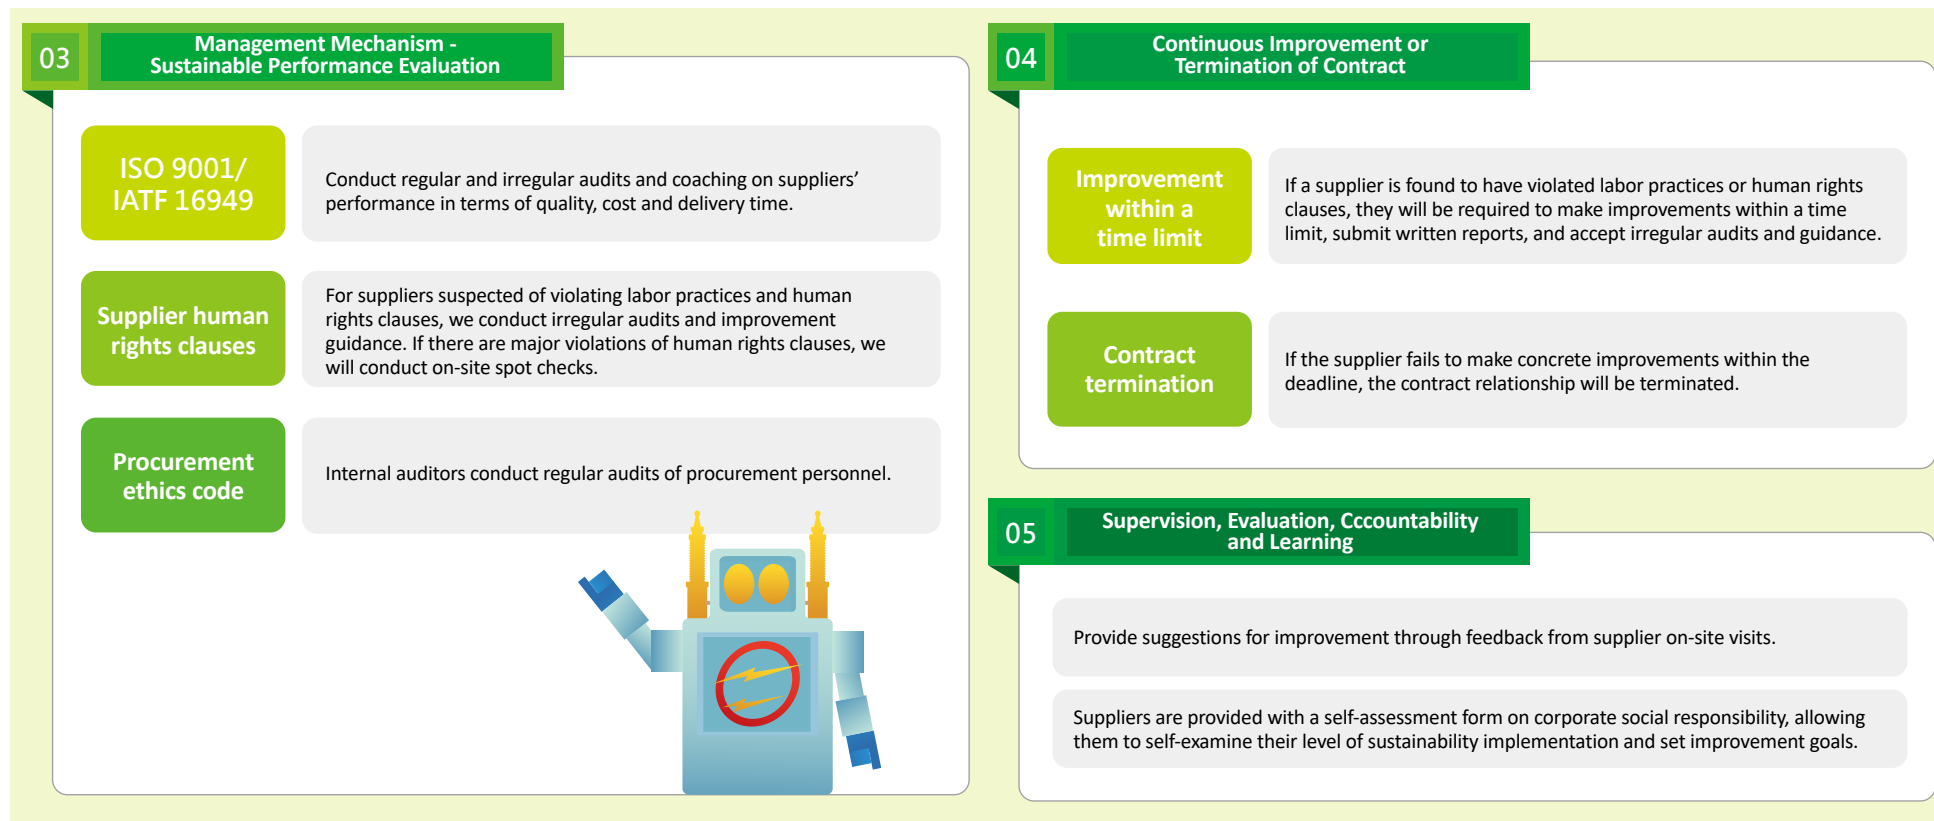 03
Management Mechanism -
Sustainable Performance Evaluation
ISO 9001/
IATF 16949
Conduct regular and irregular audits and coaching on suppliers’
performance in terms of quality, cost and delivery time.
Supplier human
rights clauses
For suppliers suspected of violating labor practices and human
rights clauses, we conduct irregular audits and improvement
guidance. If there are major violations of human rights clauses, we
will conduct on-site spot checks.
Procurement
ethics code
Internal auditors conduct regular audits of procurement personnel.
04
Continuous Improvement or
Termination of Contract
Improvement
within a
time limit
If a supplier is found to have violated labor practices or human rights
clauses, they will be required to make improvements within a time
limit, submit written reports, and accept irregular audits and guidance.
Contract
termination
If the supplier fails to make concrete improvements within the
deadline, the contract relationship will be terminated.
05
Supervision, Evaluation, Cccountability
and Learning
Provide suggestions for improvement through feedback from supplier on-site visits.
Suppliers are provided with a self-assessment form on corporate social responsibility, allowing
them to self-examine their level of sustainability implementation and set improvement goals.